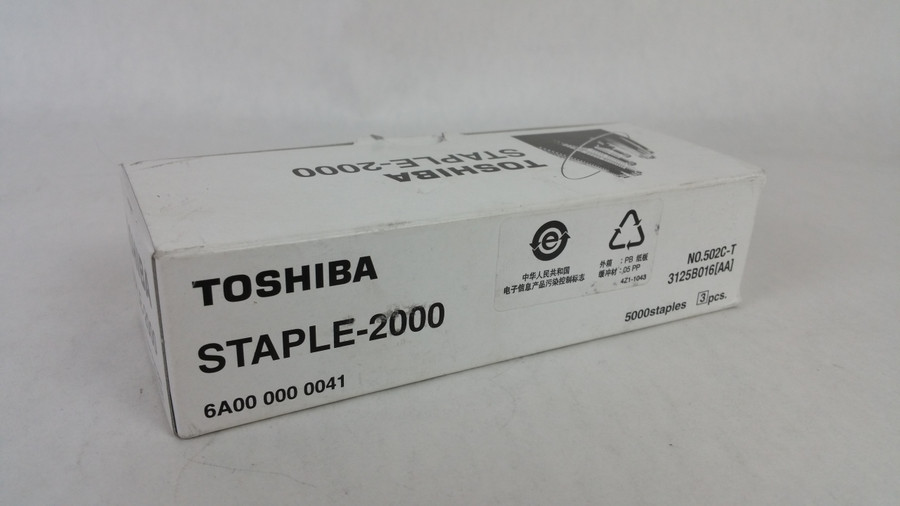 TOSHIBA
STAPLE-2000
TOSHIBA
STAPLE-2000
6A00 000 0041
中华人民共和国
电子信息产品污染控制标志
外箱 : PB 纸板
缓冲材 : 05 PP
421-1043
NO.502C-T
3125B016[AA]
5000staples 3pcs.